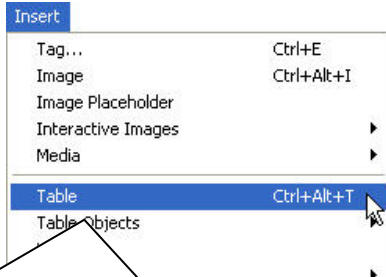 Insert
Tag... Ctrl+E
Image Ctrl+Alt+I
Image Placeholder
Interactive Images
Media
Table Ctrl+Alt+T
Table Objects